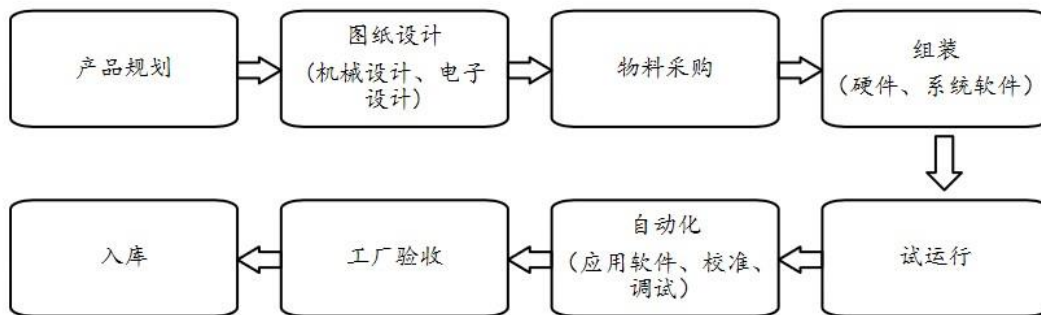 产品规划
图纸设计
(机械设计、电子
设计)
物料采购
组装
(硬件、系统软件)
试运行
自动化
(应用软件、校准、
调试)
工厂验收
入库